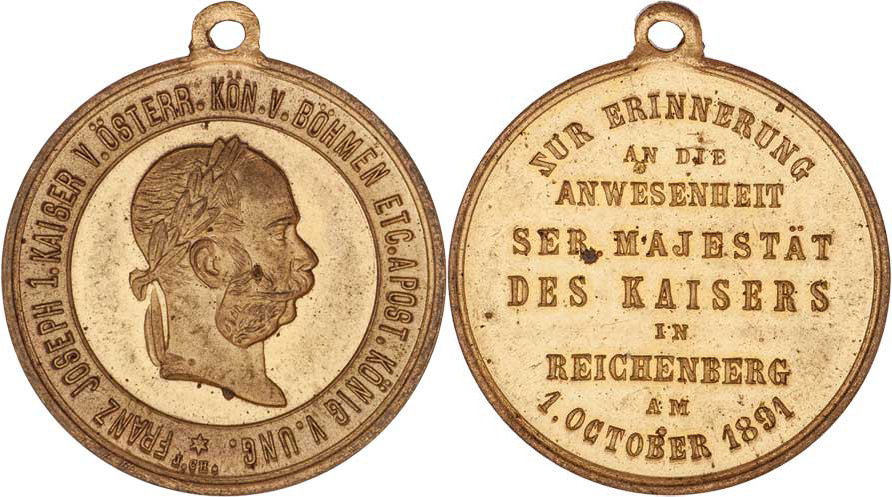 FRANZ JOSEPH 1. KAISER V. ÖSTERR. KÖN. V. BÖHMEN ETC. APOST. KÖNIG V. UNG.
ZUR ERINNERUNG
AN DIE
ANWESENHEIT
SER. MAJESTÄT
DES KAISERS
IN
REICHENBERG
AM
1. OCTOBER 1891